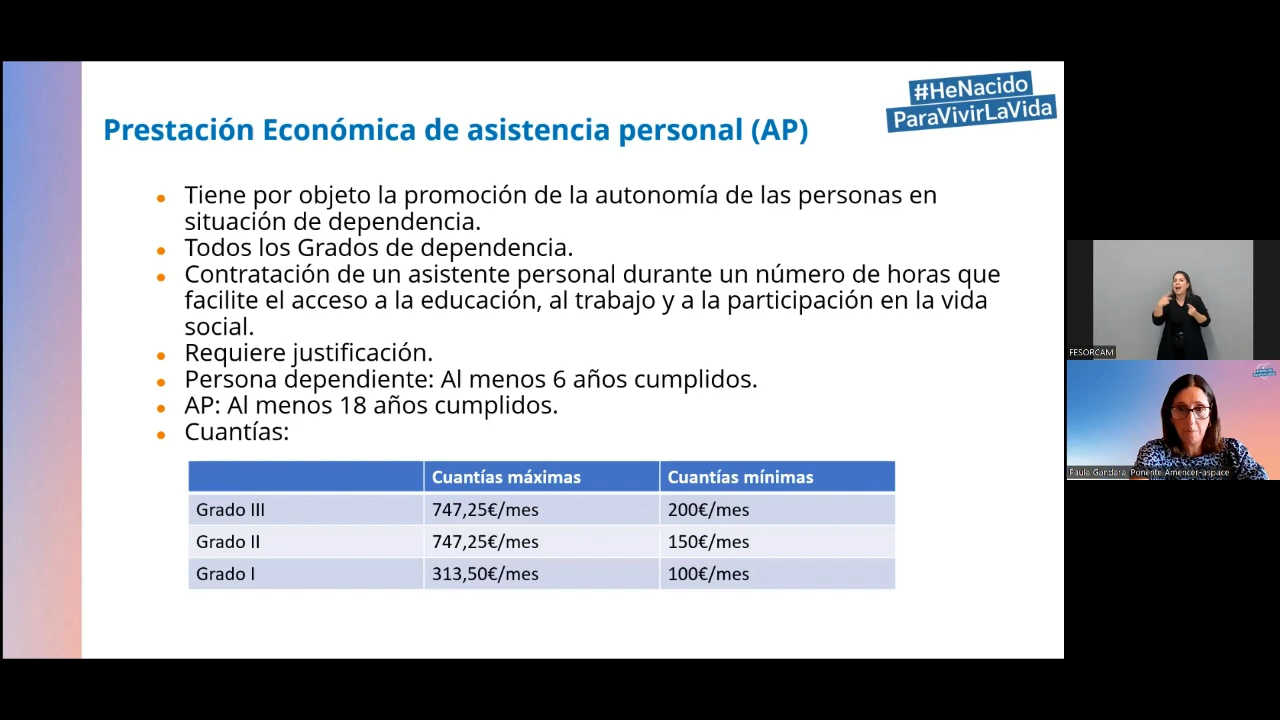 #HeNacido
ParaVivirLaVida
Prestación Económica de asistencia personal (AP)
• Tiene por objeto la promoción de la autonomía de las personas en
situación de dependencia.
• Todos los Grados de dependencia.
• Contratación de un asistente personal durante un número de horas que
facilite el acceso a la educación, al trabajo y a la participación en la vida
social.
• Requiere justificación.
• Persona dependiente: Al menos 6 años cumplidos.
• AP: Al menos 18 años cumplidos.
• Cuantías:
Cuantías máximas Cuantías mínimas
Grado III 747,25€/mes 200€/mes
Grado II 747,25€/mes 150€/mes
Grado I 313,50€/mes 100€/mes
FESORCAM
Paula Gandara_Ponente Amencer-aspace